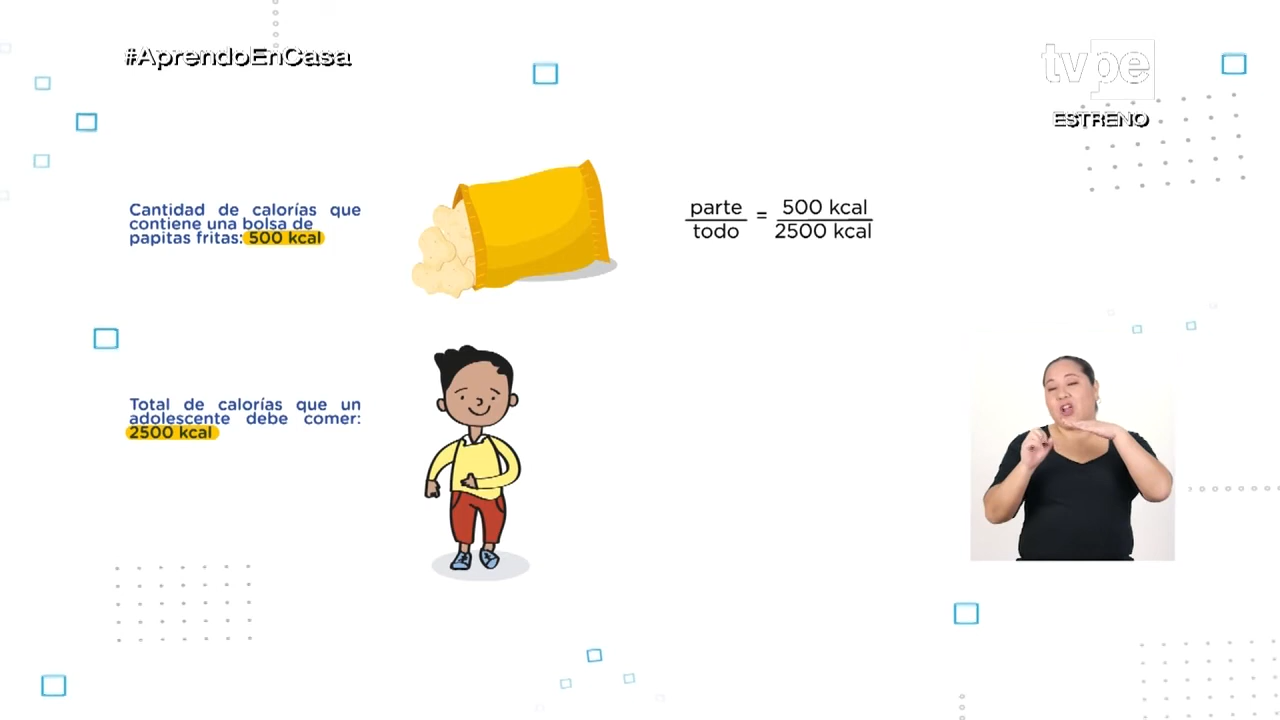 #AprendoEnCasa
tvpe
ESTRENO
Cantidad de calorías que
contiene una bolsa de
papitas fritas: 500 kcal
parte = 500 kcal
todo 2500 kcal
Total de calorías que un
adolescente debe comer:
2500 kcal